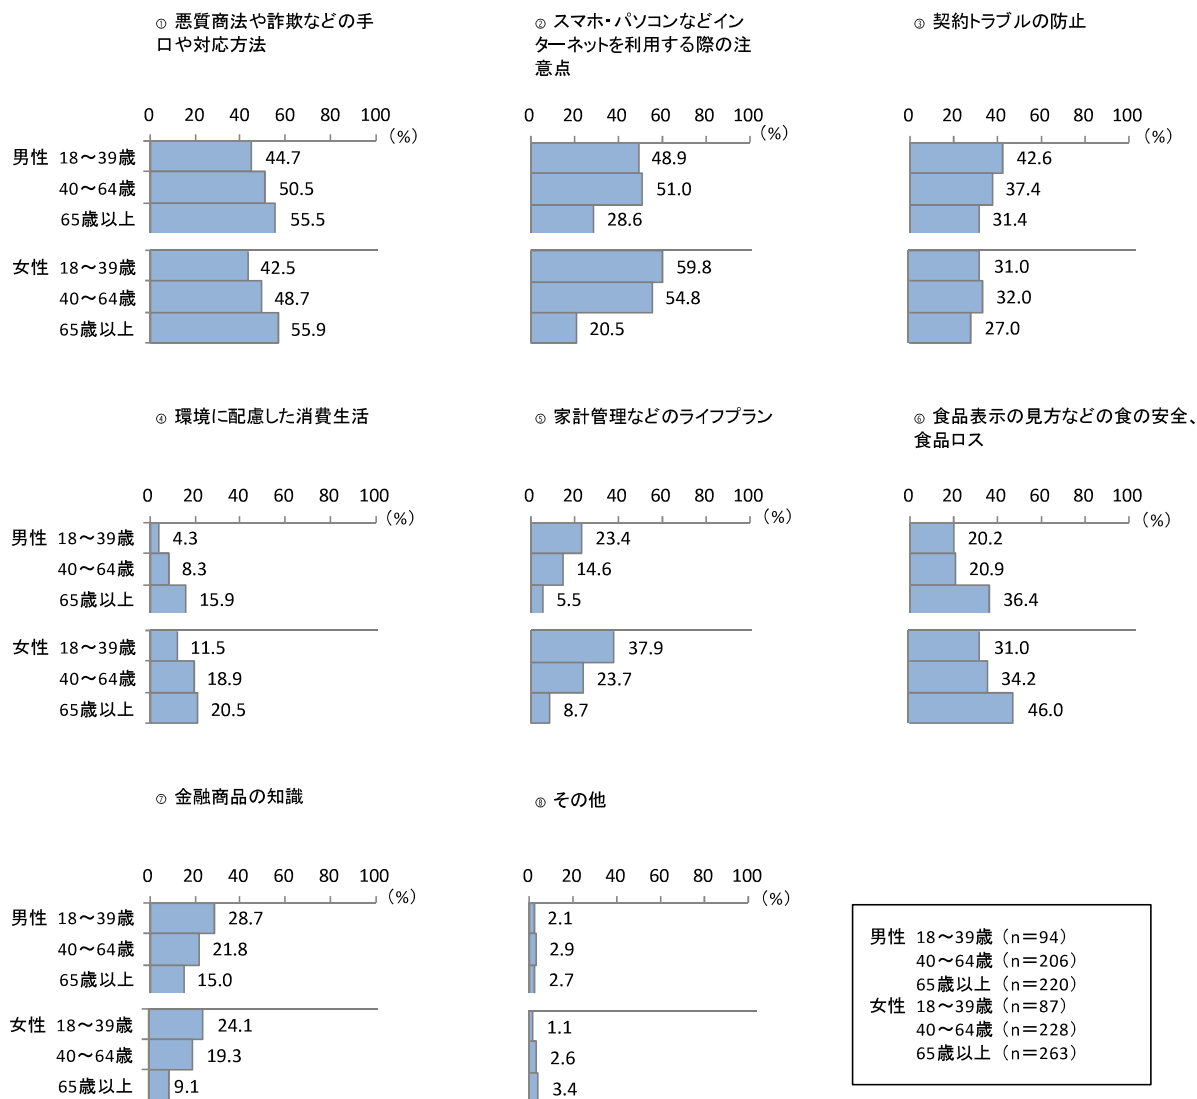 ① 悪質商法や詐欺などの手
口や対応方法
0 20 40 60 80 100
(%)
男性 18～39歳 44.7
40～64歳 50.5
65歳以上 55.5
女性 18～39歳 42.5
40～64歳 48.7
65歳以上 55.9
② スマホ・パソコンなどイン
ターネットを利用する際の注
意点
0 20 40 60 80 100
(%)
48.9
51.0
28.6
59.8
54.8
20.5
③ 契約トラブルの防止
0 20 40 60 80 100
(%)
42.6
37.4
31.4
31.0
32.0
27.0
④ 環境に配慮した消費生活
0 20 40 60 80 100
(%)
男性 18～39歳 4.3
40～64歳 8.3
65歳以上 15.9
女性 18～39歳 11.5
40～64歳 18.9
65歳以上 20.5
⑤ 家計管理などのライフプラン
0 20 40 60 80 100
(%)
23.4
14.6
5.5
37.9
23.7
8.7
⑥ 食品表示の見方などの食の安全、
食品ロス
0 20 40 60 80 100
(%)
20.2
20.9
36.4
31.0
34.2
46.0
⑦ 金融商品の知識
0 20 40 60 80 100
(%)
男性 18～39歳 28.7
40～64歳 21.8
65歳以上 15.0
女性 18～39歳 24.1
40～64歳 19.3
65歳以上 9.1
⑧ その他
0 20 40 60 80 100
(%)
2.1
2.9
2.7
1.1
2.6
3.4
男性 18～39歳（n＝94）
40～64歳（n＝206）
65歳以上（n＝220）
女性 18～39歳（n＝87）
40～64歳（n＝228）
65歳以上（n＝263）